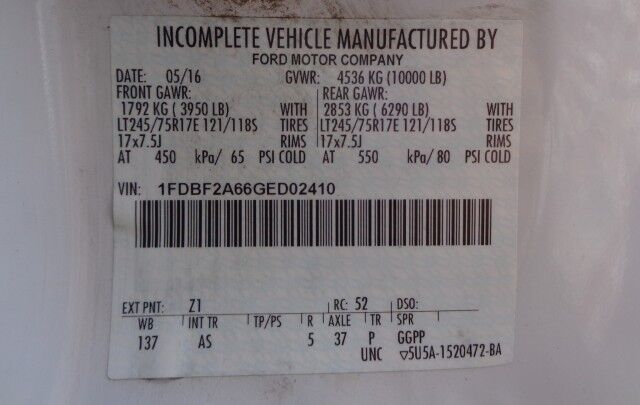 INCOMPLETE VEHICLE MANUFACTURED BY
FORD MOTOR COMPANY
DATE: 05/16 GVWR: 4536 KG (10000 LB)
FRONT GAWR: REAR GAWR:
1792 KG ( 3950 LB) WITH 2853 KG ( 6290 LB) WITH
LT245/75R17E 121/118S TIRES LT245/75R17E 121/118S TIRES
17x7.5J RIMS 17x7.5J RIMS
AT 450 kPa/ 65 PSI COLD AT 550 kPa/ 80 PSI COLD
VIN: 1FDBF2A66GED02410
EXT PNT: Z1 RC: 52 DSO:
WB INT TR TP/PS R AXLE TR SPR
137 AS 5 37 P GGPP
UNC ▽5U5A-1520472-BA